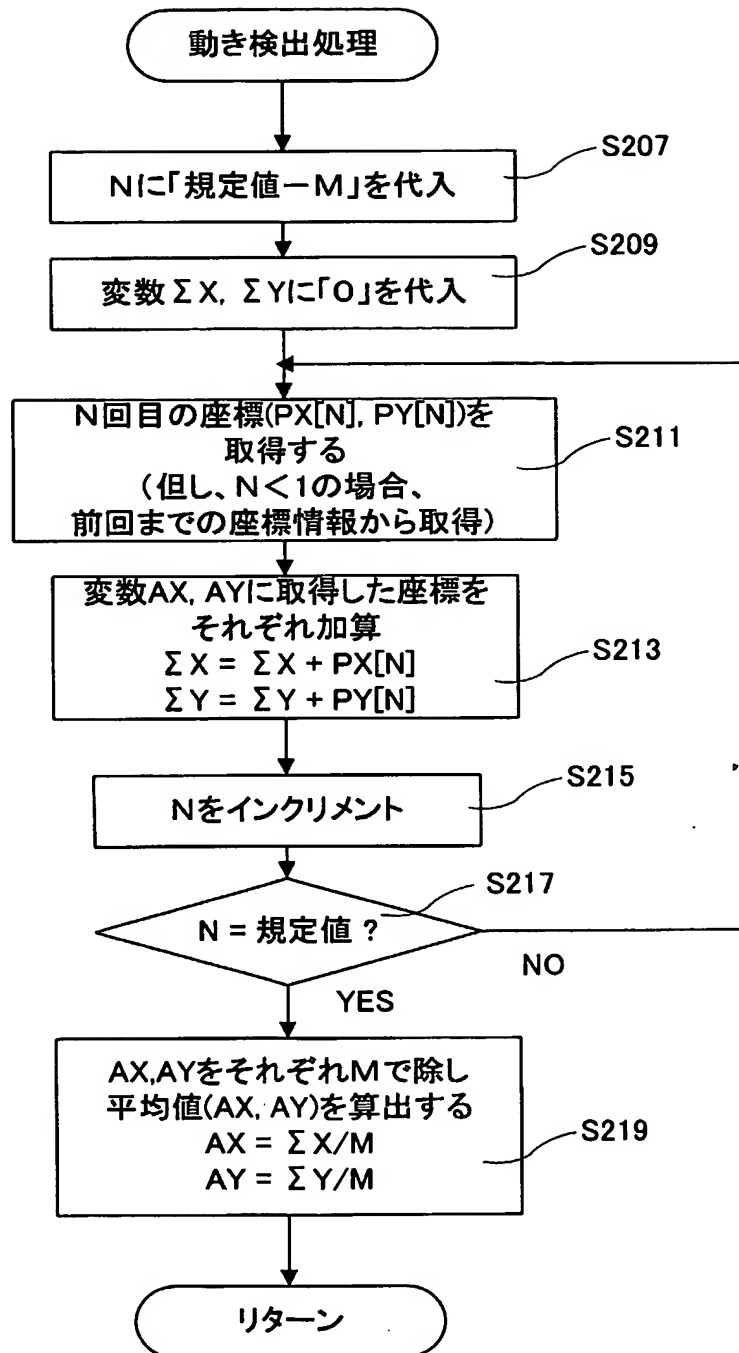 動き検出処理
S207
Nに「規定値－M」を代入
S209
変数ΣX, ΣYに「0」を代入
N回目の座標(PX[N], PY[N])を
取得する
(但し、N<1の場合、
前回までの座標情報から取得)
S211
変数AX, AYに取得した座標を
それぞれ加算
ΣX = ΣX + PX[N]
ΣY = ΣY + PY[N]
S213
Nをインクリメント
S215
S217
N = 規定値 ?
NO
YES
AX,AYをそれぞれMで除し
平均値(AX, AY)を算出する
AX = ΣX/M
AY = ΣY/M
S219
リターン